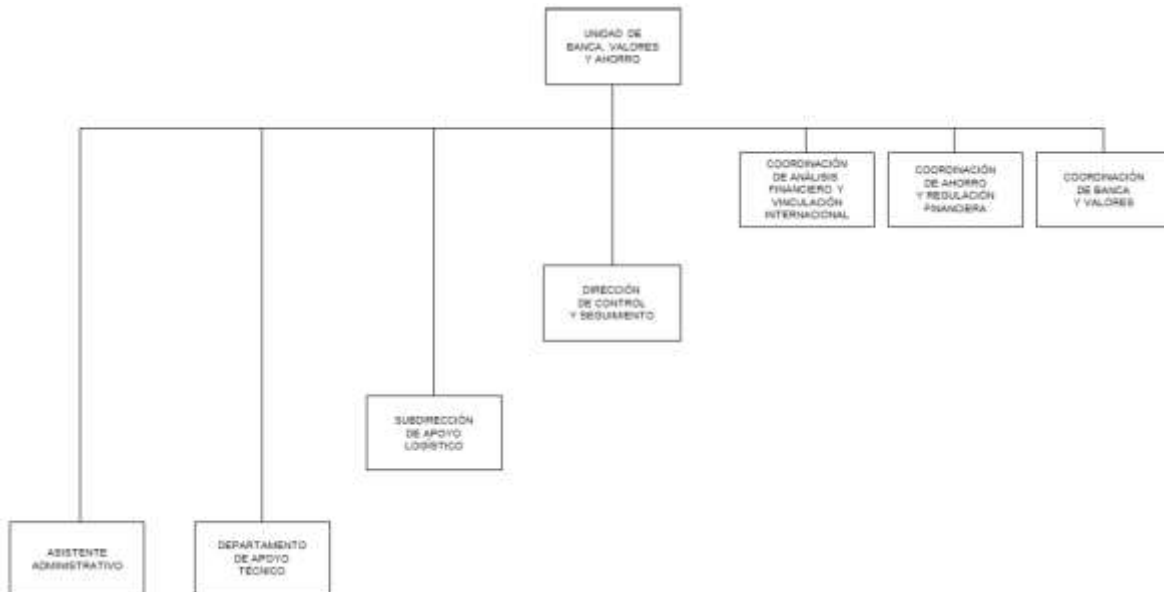 UNIDAD DE
BANCA, VALORES
Y AHORRO
COORDINACIÓN
DE ANÁLISIS
FINANCIERO Y
VINCULACIÓN
INTERNACIONAL
COORDINACIÓN
DE AHORRO
Y REGULACIÓN
FINANCIERA
COORDINACIÓN
DE BANCA
Y VALORES
DIRECCIÓN
DE CONTROL
Y SEGUIMIENTO
SUBDIRECCIÓN
DE APOYO
LOGÍSTICO
ASISTENTE
ADMINISTRATIVO
DEPARTAMENTO
DE APOYO
TÉCNICO